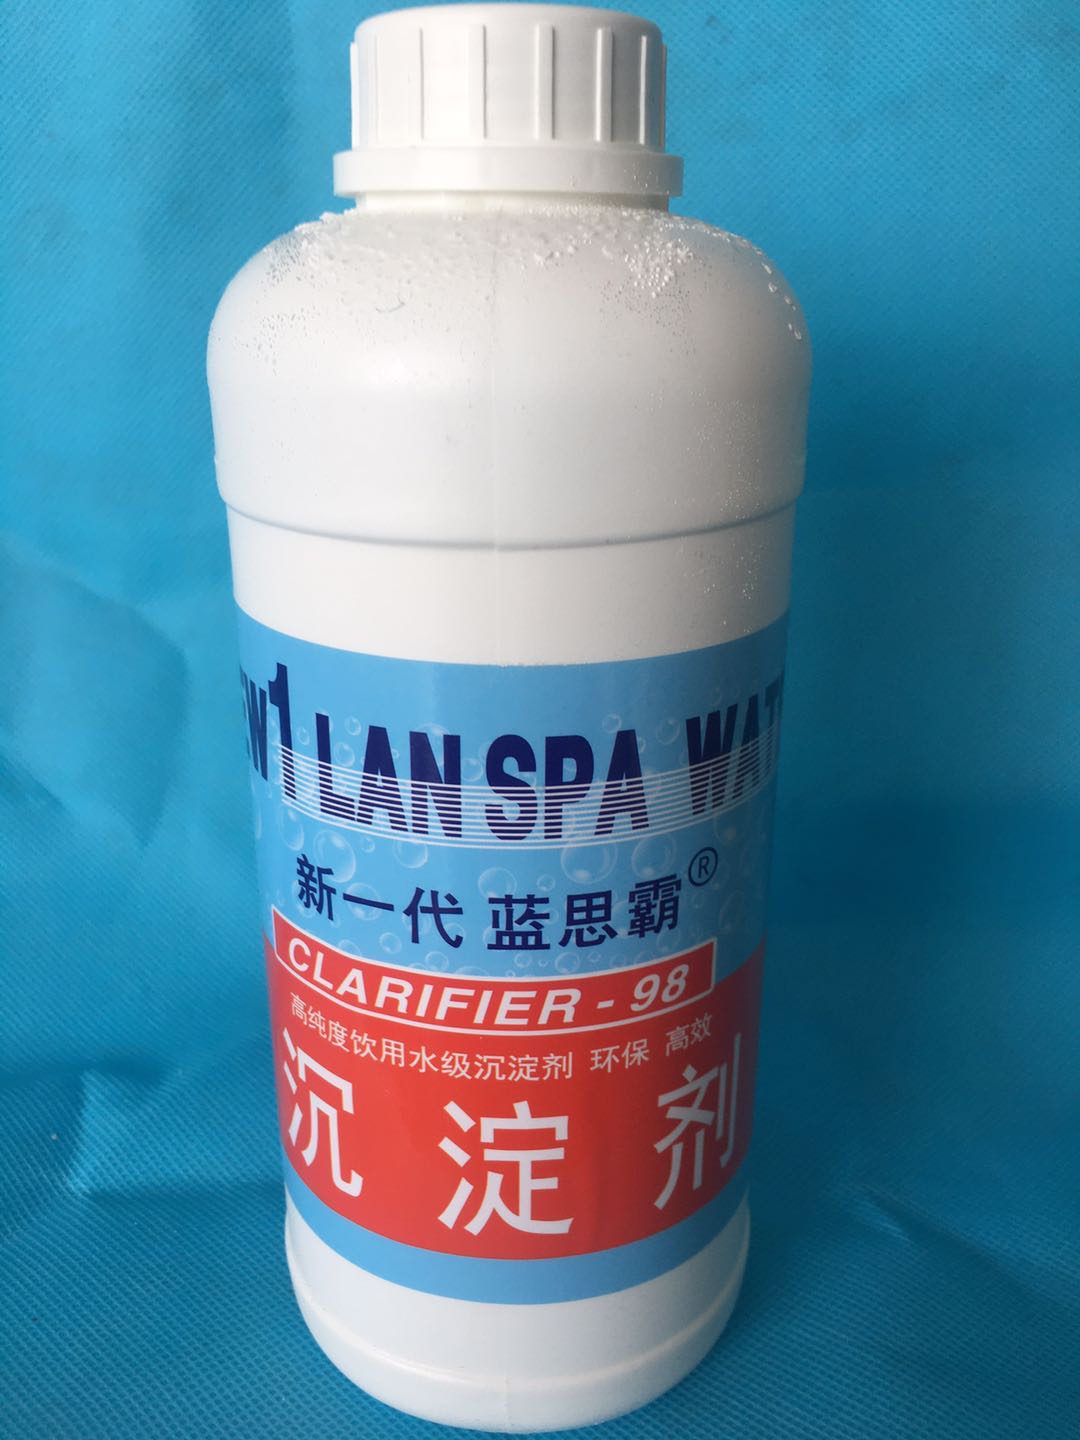 1 LAN SPA
新一代 蓝思霸®
CLARIFIER - 98
高纯度饮用水级沉淀剂 环保 高效
沉淀剂